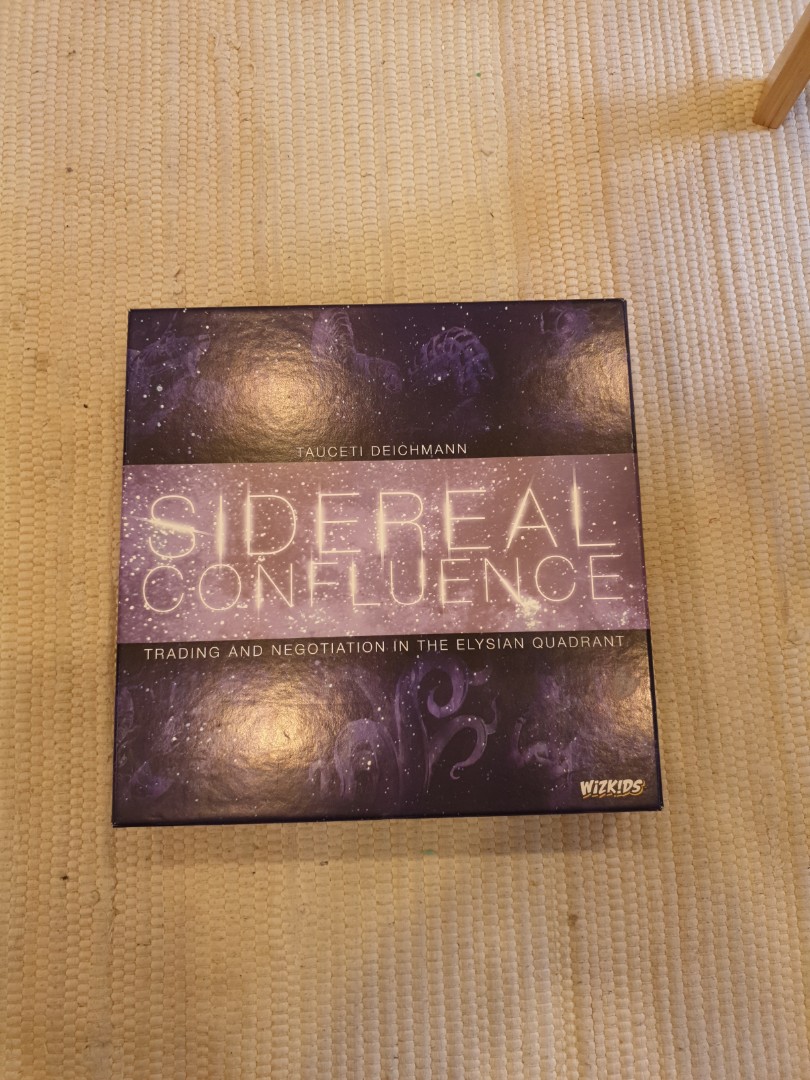 TAUCETI DEICHMANN
SIDEREAL
CONFLUENCE
TRADING AND NEGOTIATION IN THE ELYSIAN QUADRANT
WIZKIDS